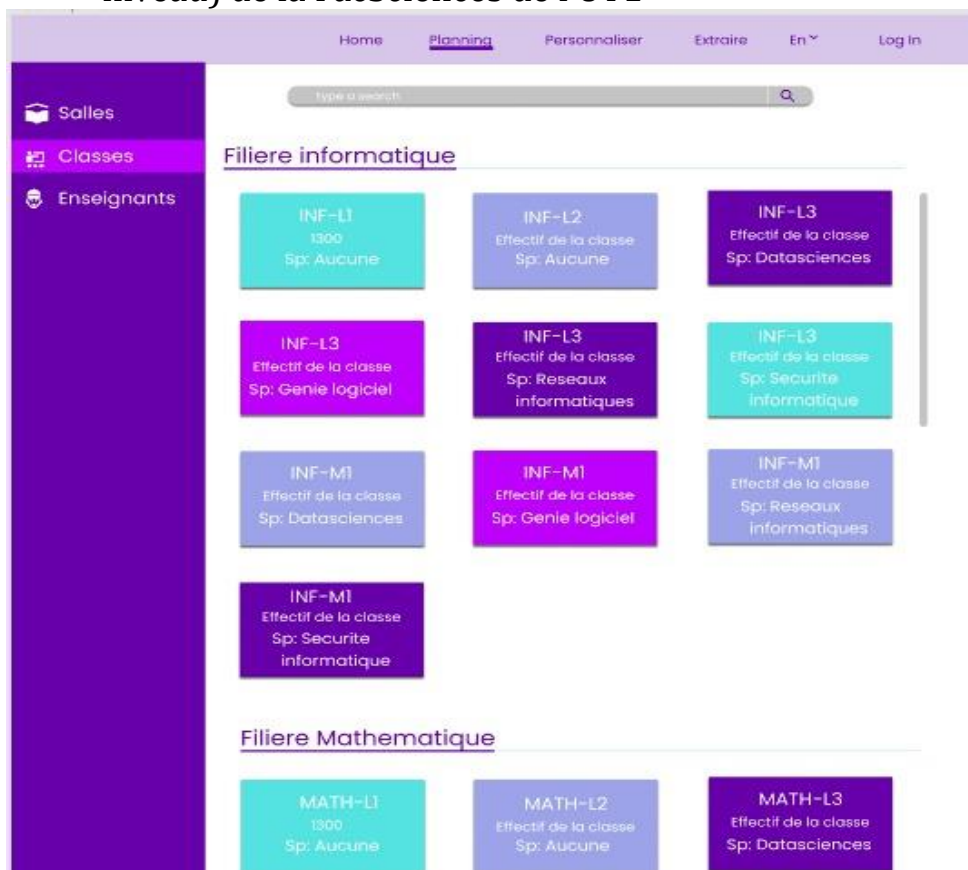 niveau) de la FacSciences de l'UY1
Home Planning Personnaliser Extraire En Log In
Type a search
Salles
Classes
Enseignants
Filiere informatique
INF-L1
1300
Sp: Aucune
INF-L2
Effectif de la classe
Sp: Aucune
INF-L3
Effectif de la classe
Sp: Datasciences
INF-L3
Effectif de la classe
Sp: Genie logiciel
INF-L3
Effectif de la classe
Sp: Reseaux
informatiques
INF-L3
Effectif de la classe
Sp: Securite
informatique
INF-M1
Effectif de la classe
Sp: Datasciences
INF-M1
Effectif de la classe
Sp: Genie logiciel
INF-M1
Effectif de la classe
Sp: Reseaux
informatiques
INF-M1
Effectif de la classe
Sp: Securite
informatique
Filiere Mathematique
MATH-L1
1300
Sp: Aucune
MATH-L2
Effectif de la classe
Sp: Aucune
MATH-L3
Effectif de la classe
Sp: Datasciences